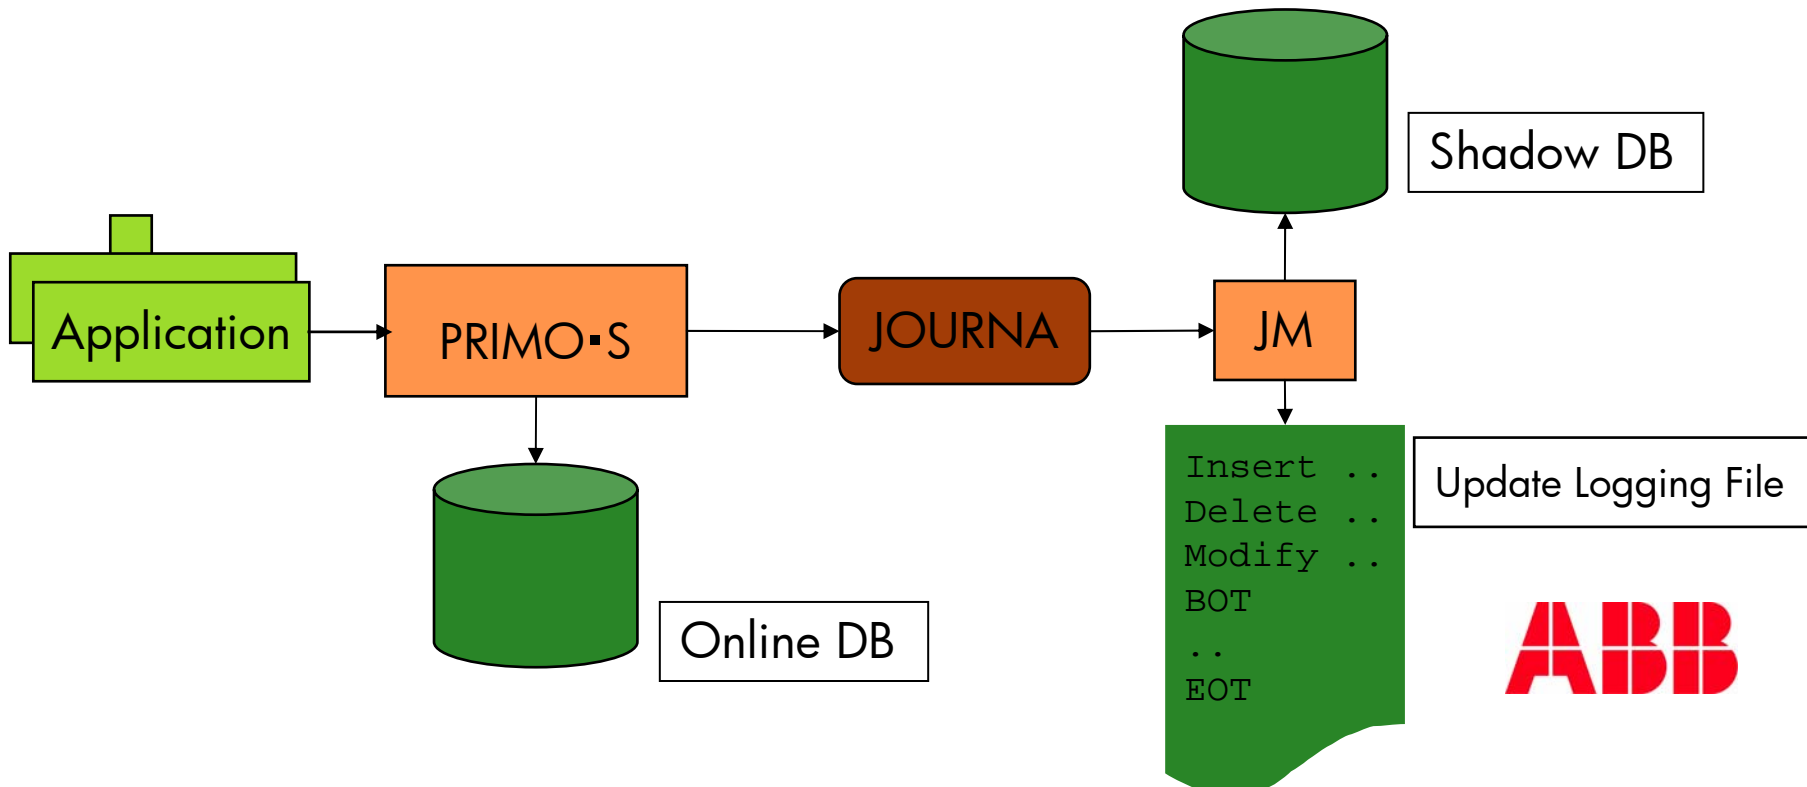 Shadow DB
Application
PRIMO▪S
JOURNA
JM
Insert ..
Delete ..
Modify ..
BOT
..
EOT
Update Logging File
Online DB
ABB